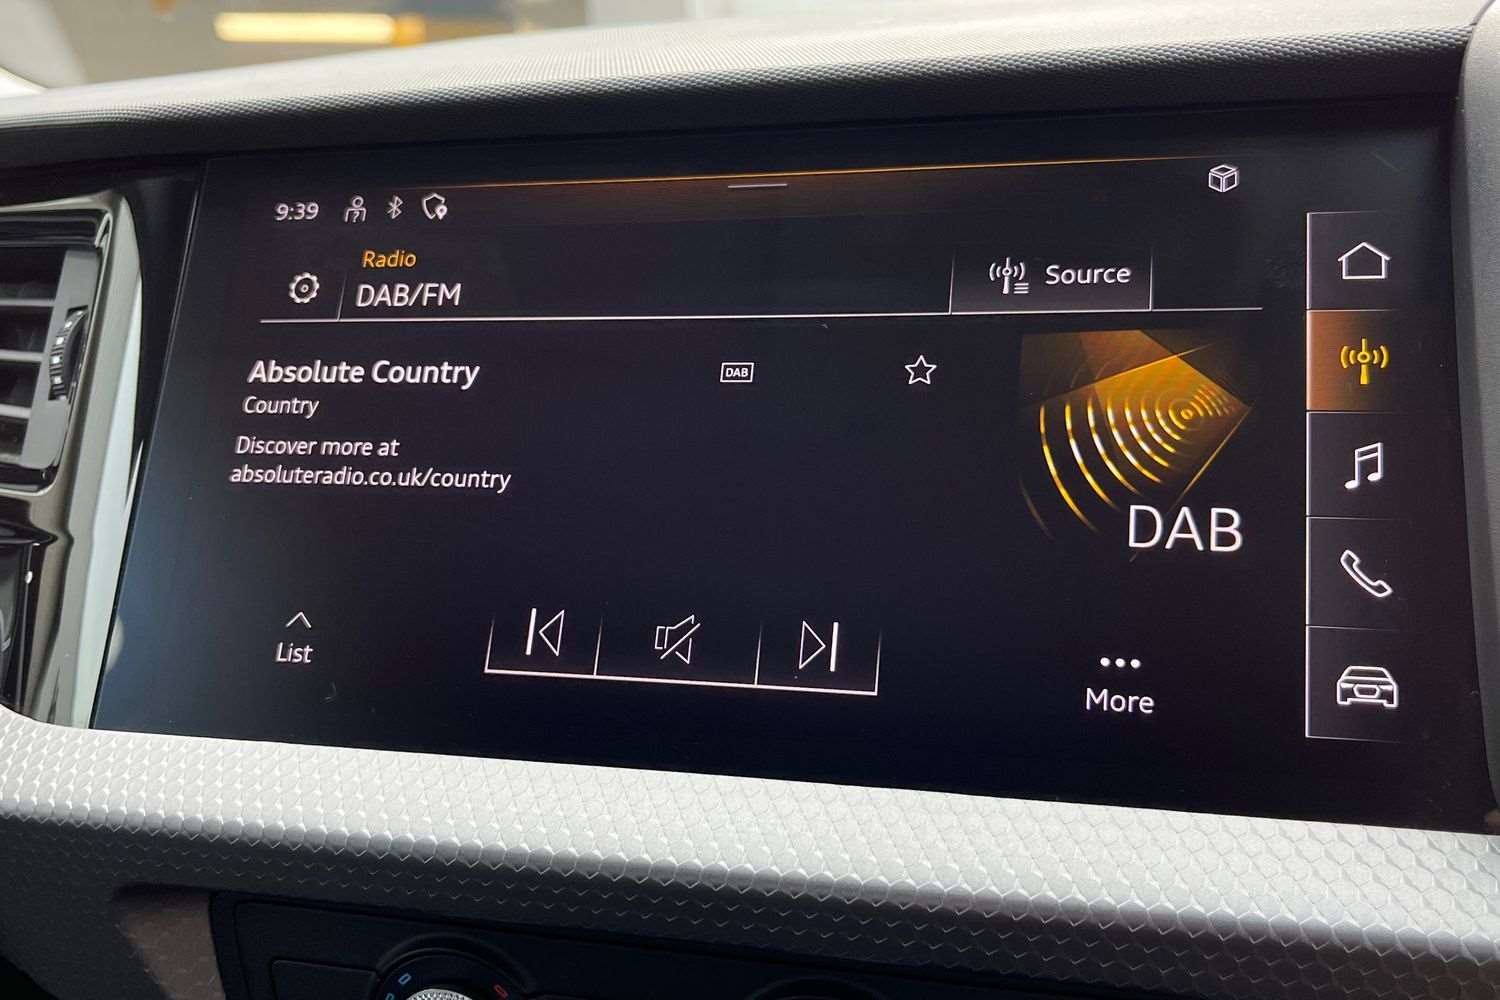 9:39
Radio
DAB/FM
Source
Absolute Country
DAB
Country
Discover more at
absoluteradio.co.uk/country
DAB
List
More